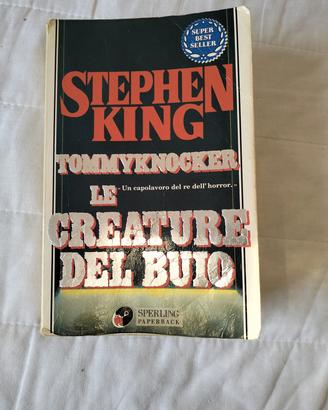 SUPER
BEST
SELLER
STEPHEN
KING
TOMMYKNOCKER
- Un capolavoro del re dell'horror. -
LE
CREATURE
DEL BUIO
SPERLING
PAPERBACK